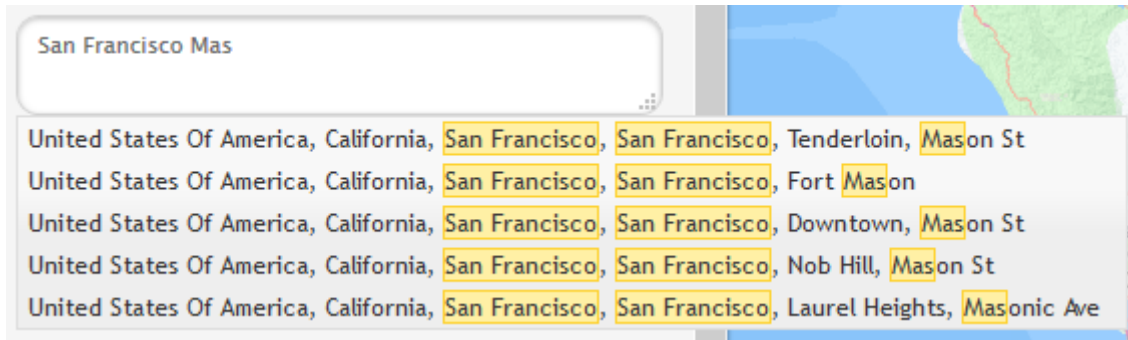 San Francisco Mas
United States Of America, California, San Francisco, San Francisco, Tenderloin, Mason St
United States Of America, California, San Francisco, San Francisco, Fort Mason
United States Of America, California, San Francisco, San Francisco, Downtown, Mason St
United States Of America, California, San Francisco, San Francisco, Nob Hill, Mason St
United States Of America, California, San Francisco, San Francisco, Laurel Heights, Masonic Ave